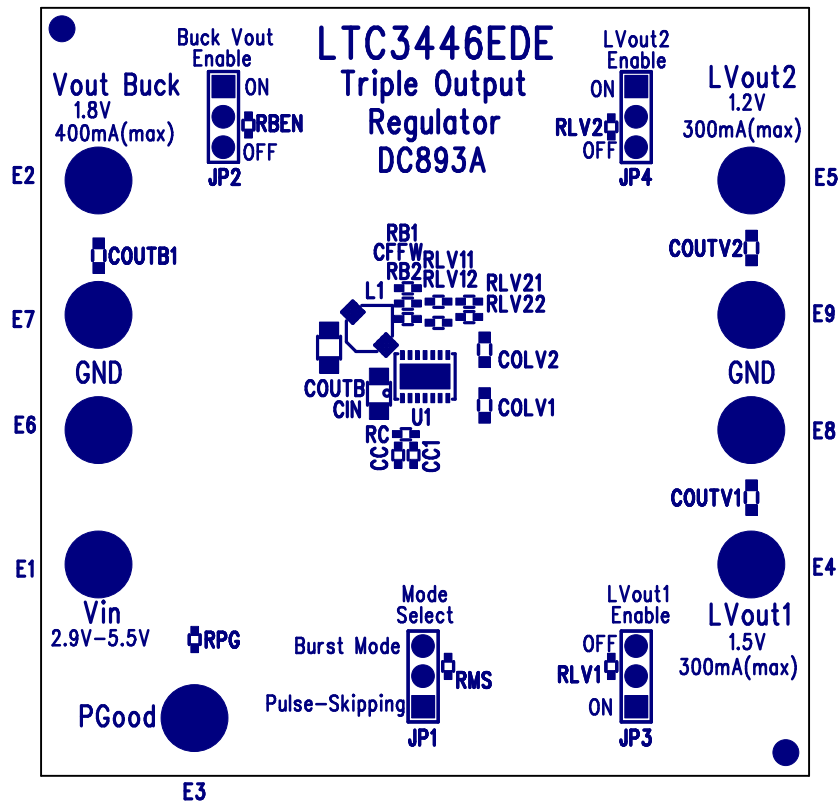 LTC3446EDE
Triple Output
Regulator
DC893A
Buck Vout
Enable
ON
RBEN
OFF
JP2
LVout2
Enable
ON
RLV2
OFF
JP4
Vout Buck
1.8V
400mA(max)
E2
LVout2
1.2V
300mA(max)
E5
COUTB1
COUTV2
RB1
CFFW
RB2
RLV11
RLV12
RLV21
RLV22
L1
E7
E9
GND
GND
COUTB
CIN
U1
COLV2
COLV1
E6
E8
RC
CC
CC1
COUTV1
E1
E4
Vin
2.9V-5.5V
RPG
PGood
E3
Mode
Select
Burst Mode
RMS
Pulse-Skipping
JP1
LVout1
Enable
OFF
RLV1
ON
JP3
LVout1
1.5V
300mA(max)